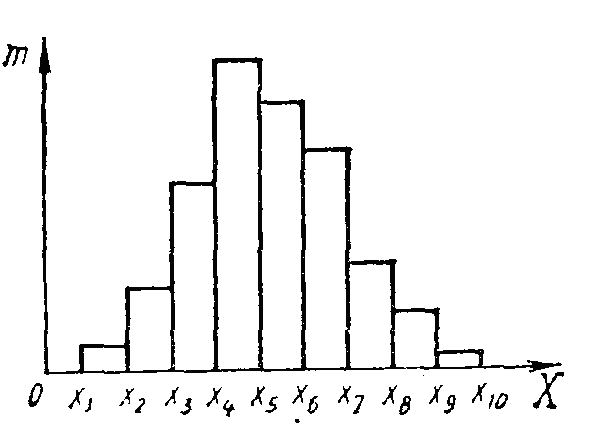 m
0 x₁ x₂ x₃ x₄ x₅ x₆ x₇ x₈ x₉ x₁₀ X